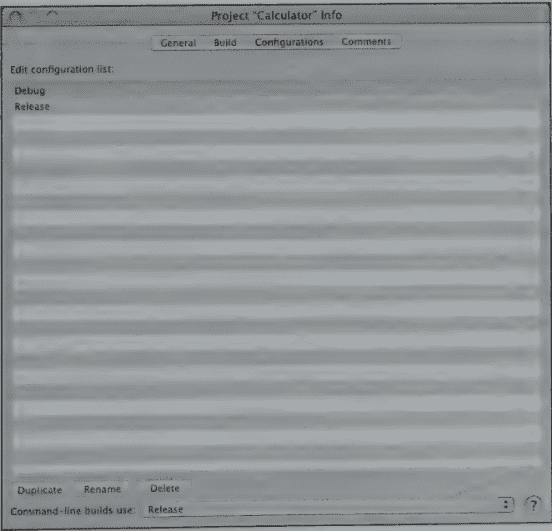 Project "Calculator" Info
General Build Configurations Comments
Edit configuration list:
Debug
Release
Duplicate Rename Delete
Command-line builds use: Release
?